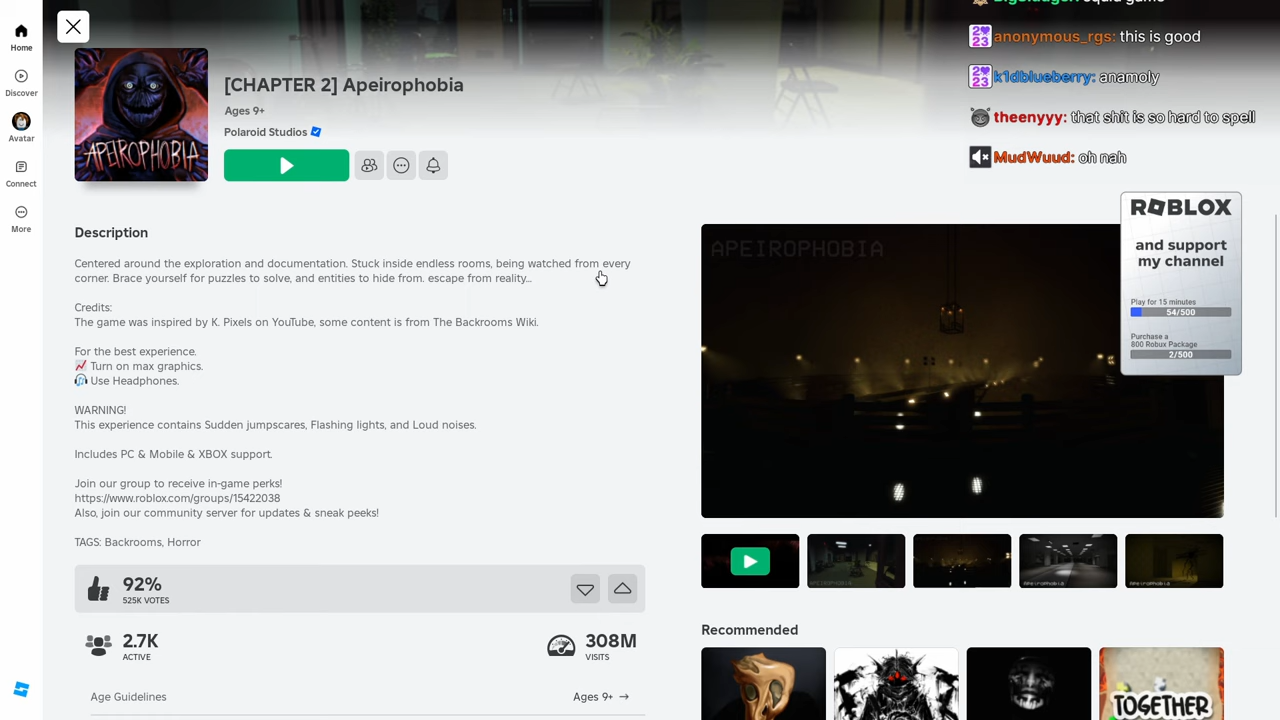 Home
Discover
Avatar
Connect
More
APEIROPHOBIA
[CHAPTER 2] Apeirophobia
Ages 9+
Polaroid Studios
Description
Centered around the exploration and documentation. Stuck inside endless rooms, being watched from every
corner. Brace yourself for puzzles to solve, and entities to hide from. escape from reality...
Credits:
The game was inspired by K. Pixels on YouTube, some content is from The Backrooms Wiki.
For the best experience.
📈 Turn on max graphics.
🎧 Use Headphones.
WARNING!
This experience contains Sudden jumpscares, Flashing lights, and Loud noises.
Includes PC & Mobile & XBOX support.
Join our group to receive in-game perks!
https://www.roblox.com/groups/15422038
Also, join our community server for updates & sneak peeks!
TAGS: Backrooms, Horror
92%
525K VOTES
2.7K
ACTIVE
308M
VISITS
Age Guidelines
Ages 9+ →
2023 anonymous_rgs: this is good
2023 k1dblueberry: anamoly
theenyyy: that shit is so hard to spell
MudWuud: oh nah
ROBLOX
and support
my channel
Play for 15 minutes
54/500
Purchase a
800 Robux Package
2/500
APEIROPHOBIA
Recommended
TOGETHER